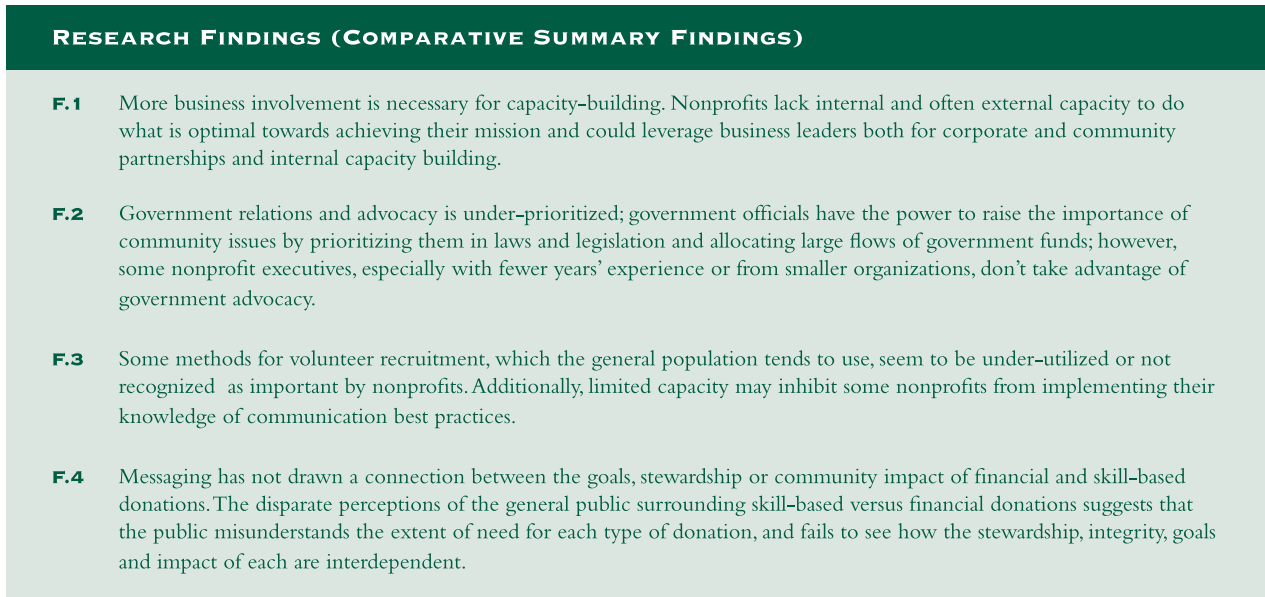 RESEARCH FINDINGS (COMPARATIVE SUMMARY FINDINGS)
F.1 More business involvement is necessary for capacity-building. Nonprofits lack internal and often external capacity to do
what is optimal towards achieving their mission and could leverage business leaders both for corporate and community
partnerships and internal capacity building.
F.2 Government relations and advocacy is under-prioritized; government officials have the power to raise the importance of
community issues by prioritizing them in laws and legislation and allocating large flows of government funds; however,
some nonprofit executives, especially with fewer years' experience or from smaller organizations, don't take advantage of
government advocacy.
F.3 Some methods for volunteer recruitment, which the general population tends to use, seem to be under-utilized or not
recognized as important by nonprofits. Additionally, limited capacity may inhibit some nonprofits from implementing their
knowledge of communication best practices.
F.4 Messaging has not drawn a connection between the goals, stewardship or community impact of financial and skill-based
donations. The disparate perceptions of the general public surrounding skill-based versus financial donations suggests that
the public misunderstands the extent of need for each type of donation, and fails to see how the stewardship, integrity, goals
and impact of each are interdependent.